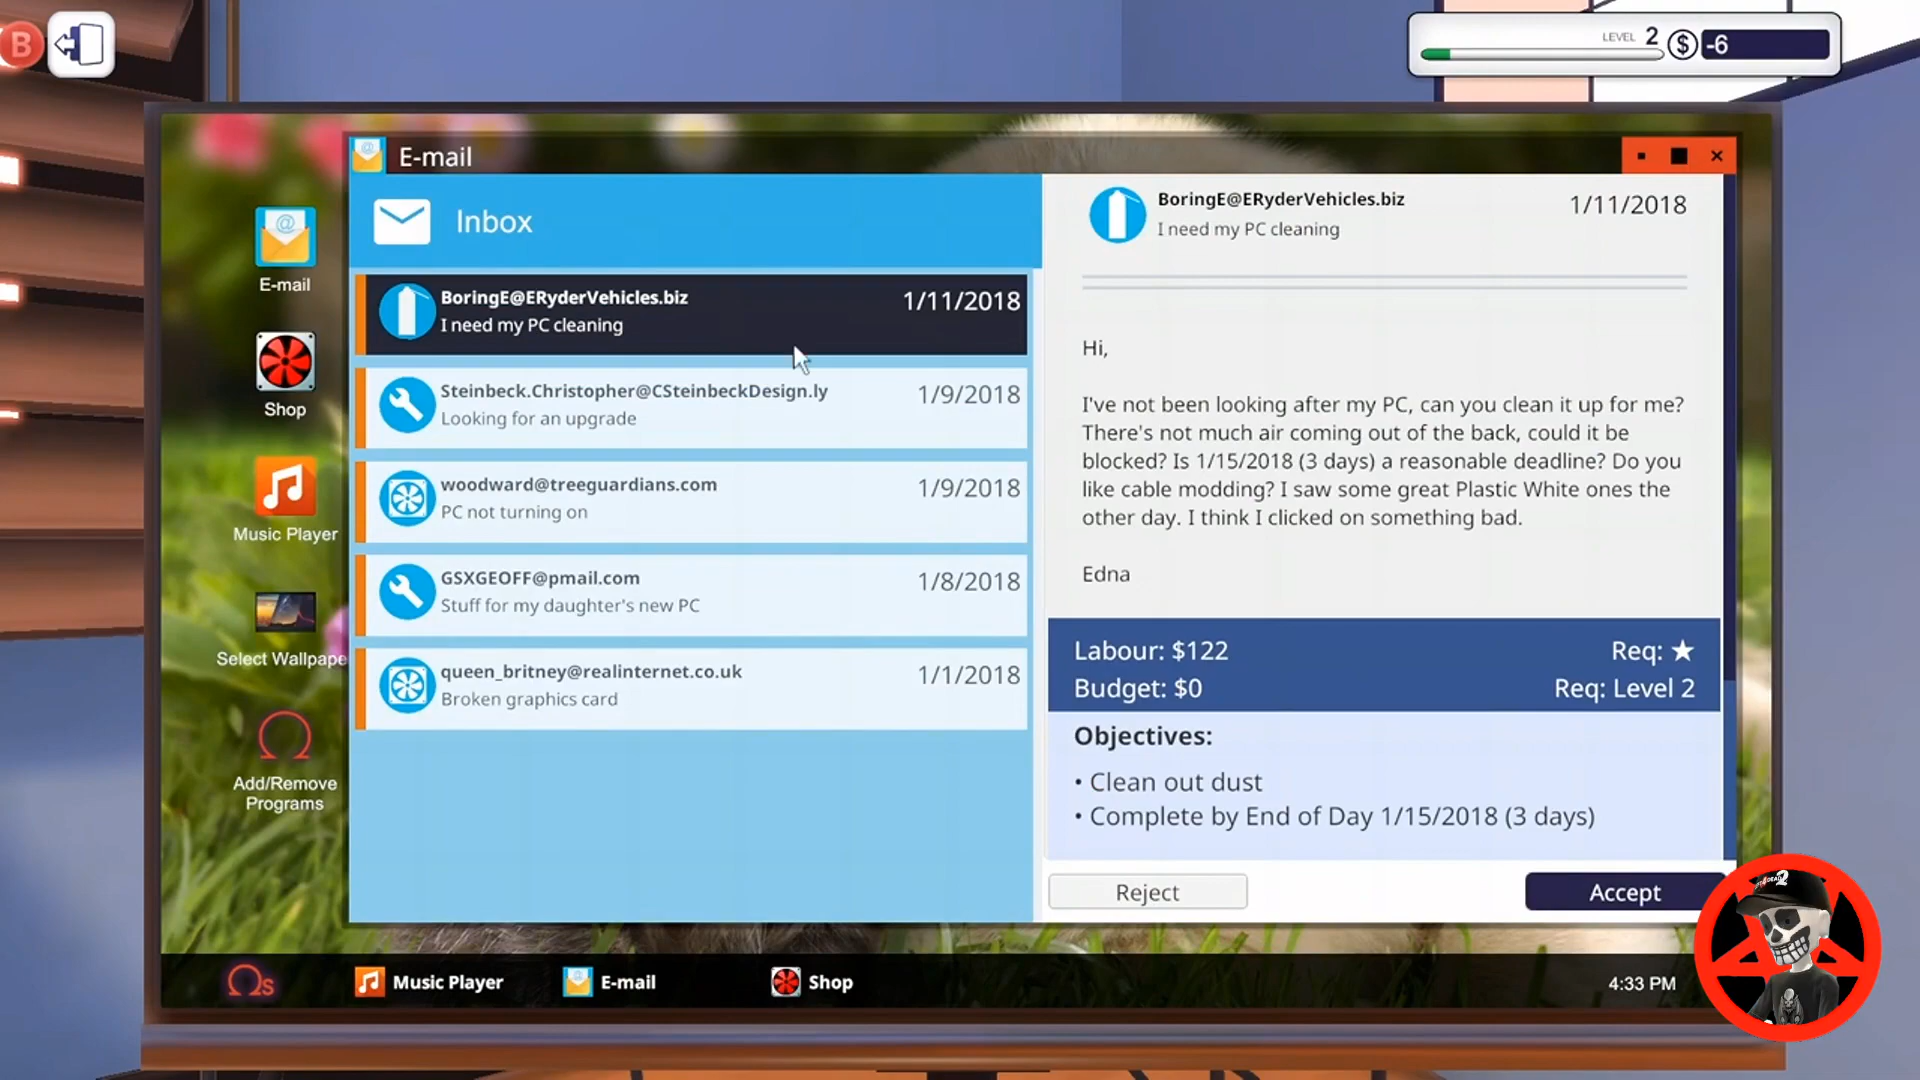 B
LEVEL 2 $ -6
E-mail
Inbox
BoringE@ERyderVehicles.biz 1/11/2018
I need my PC cleaning
Steinbeck.Christopher@CSteinbeckDesign.ly 1/9/2018
Looking for an upgrade
woodward@treeguardians.com 1/9/2018
PC not turning on
GSXGEOFF@pmail.com 1/8/2018
Stuff for my daughter's new PC
queen_britney@realinternet.co.uk 1/1/2018
Broken graphics card
BoringE@ERyderVehicles.biz 1/11/2018
I need my PC cleaning
Hi,
I've not been looking after my PC, can you clean it up for me?
There's not much air coming out of the back, could it be
blocked? Is 1/15/2018 (3 days) a reasonable deadline? Do you
like cable modding? I saw some great Plastic White ones the
other day. I think I clicked on something bad.
Edna
Labour: $122 Req: ★
Budget: $0 Req: Level 2
Objectives:
• Clean out dust
• Complete by End of Day 1/15/2018 (3 days)
Reject Accept
E-mail
Shop
Music Player
Select Wallpape
Add/Remove
Programs
Ωs Music Player E-mail Shop 4:33 PM